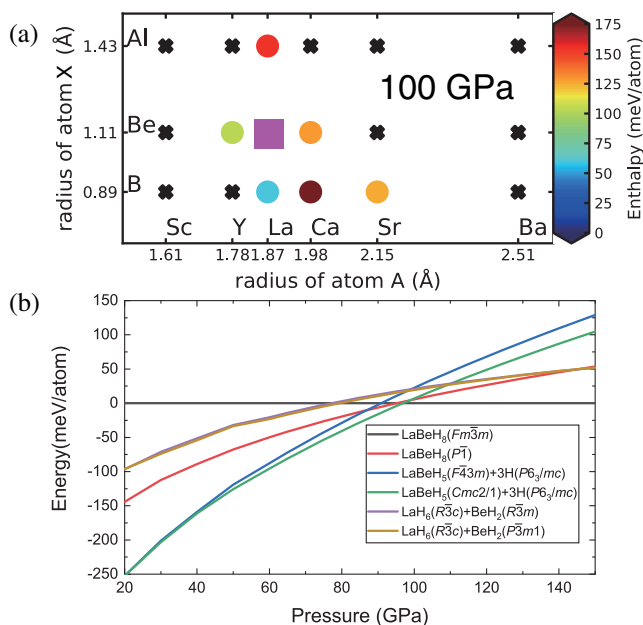 (a)
radius of atom X (Å)
1.43
1.11
0.89
Al
Be
B
100 GPa
Sc Y La Ca Sr Ba
1.61 1.78 1.87 1.98 2.15 2.51
radius of atom A (Å)
175
150
125
100
75
50
25
0
Enthalpy (meV/atom)
(b)
Energy(meV/atom)
150
100
50
0
-50
-100
-150
-200
-250
LaBeH₈(Fm3̅m)
LaBeH₈(P1̅)
LaBeH₅(F4̅3m)+3H(P6₃/mc)
LaBeH₅(Cmc2/1)+3H(P6₃/mc)
LaH₆(R3̅c)+BeH₂(R3̅m)
LaH₆(R3̅c)+BeH₂(P3̅m1)
20 40 60 80 100 120 140
Pressure (GPa)